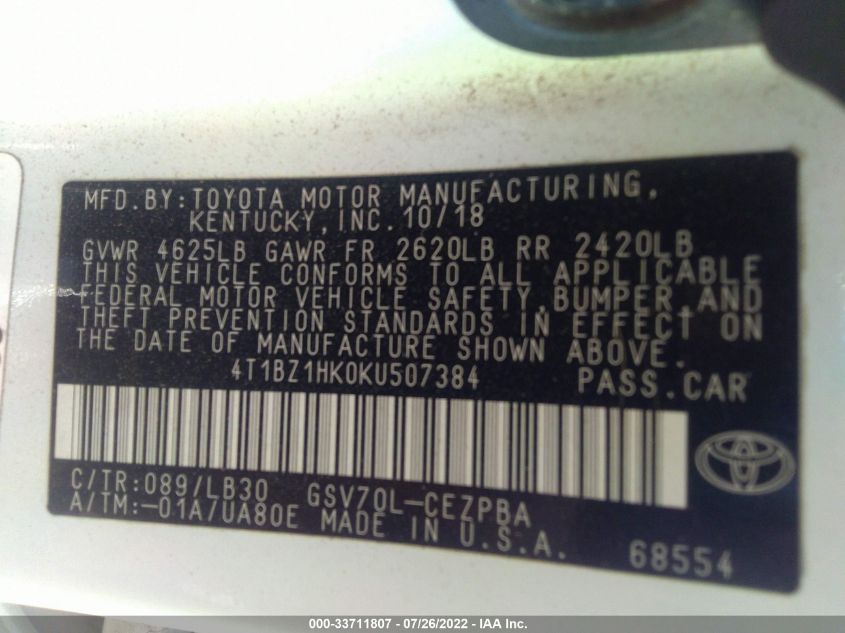 MFD.BY:TOYOTA MOTOR MANUFACTURING,
KENTUCKY,INC.10/18
GVWR 4625LB GAWR FR 2620LB RR 2420LB
THIS VEHICLE CONFORMS TO ALL APPLICABLE
FEDERAL MOTOR VEHICLE SAFETY,BUMPER,AND
THEFT PREVENTION STANDARDS IN EFFECT ON
THE DATE OF MANUFACTURE SHOWN ABOVE.
4T1BZ1HK0KU507384 PASS.CAR
C/TR:089/LB30 GSV70L-CEZPBA
A/TM:-01A/UA80E MADE IN U.S.A.
68554
000-33711807 - 07/26/2022 - IAA Inc.